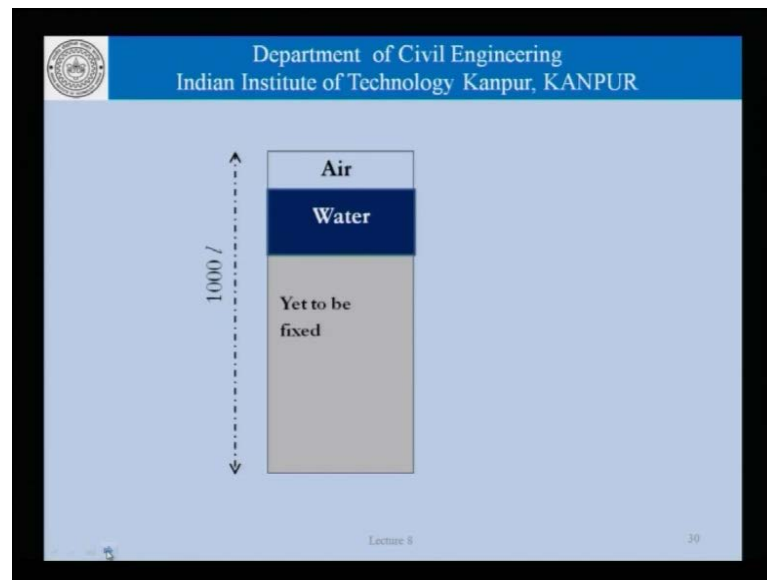 Department of Civil Engineering
Indian Institute of Technology Kanpur, KANPUR
Air
Water
1000 l
Yet to be
fixed
Lecture 8
30